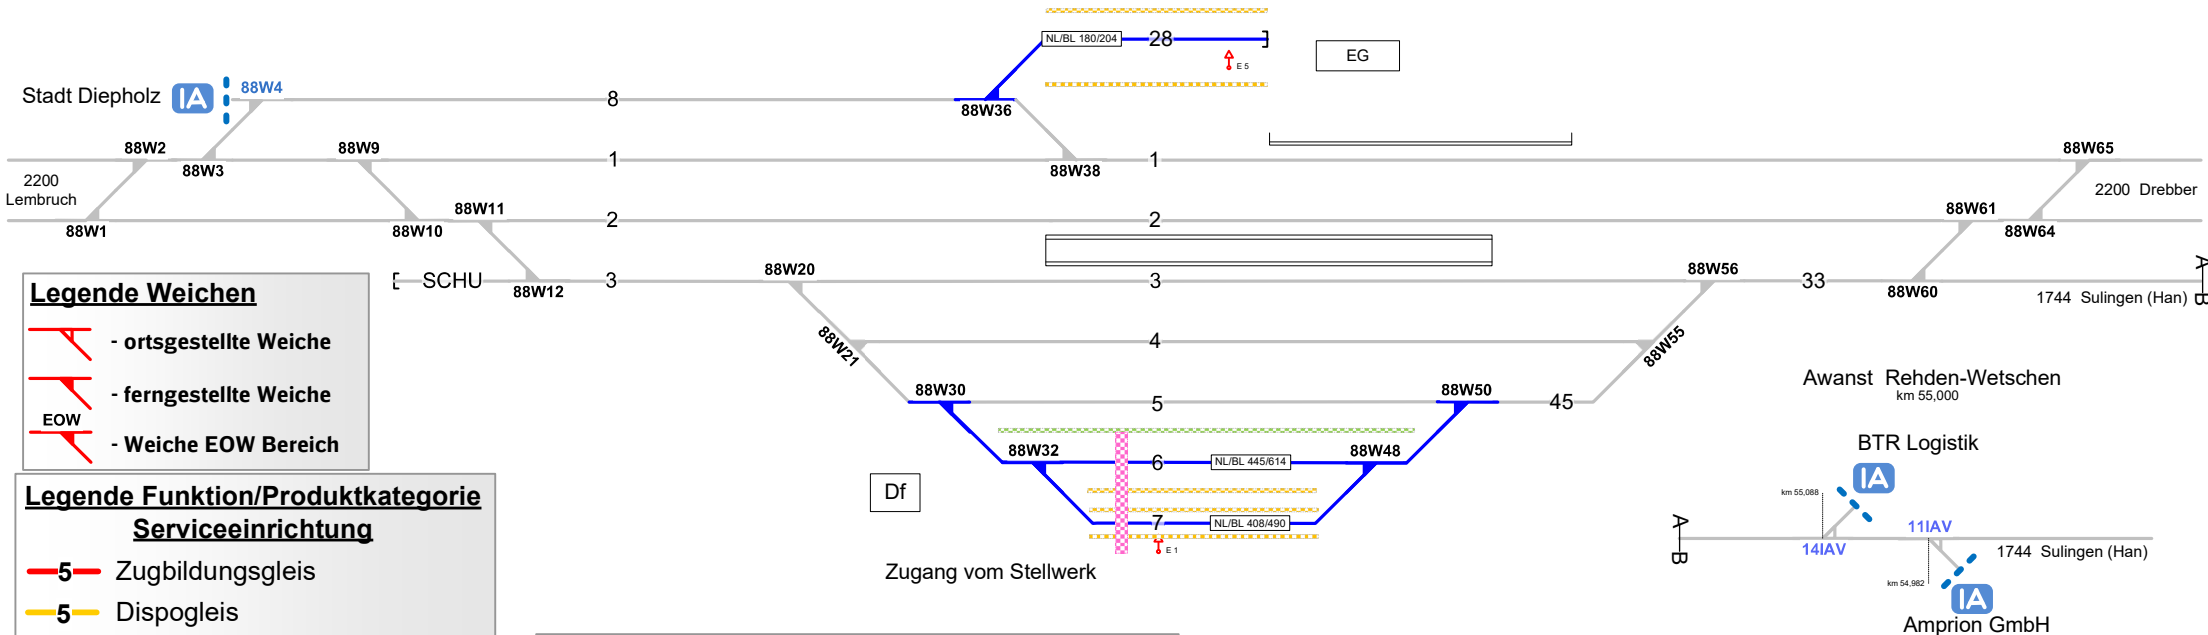 NL/BL 180/204
28
E 5
EG
Stadt Diepholz
IA
88W4
8
88W36
88W2
88W9
88W3
1
1
88W38
88W65
2200
Lembruch
2200 Drebber
88W11
88W61
88W1
88W10
2
2
88W64
SCHU
88W12
3
88W20
3
88W56
33
88W60
A
B
1744 Sulingen (Han)
Legende Weichen
- ortsgestellte Weiche
- ferngestellte Weiche
EOW
- Weiche EOW Bereich
88W21
4
88W55
88W30
5
88W50
45
88W32
6
NL/BL 445/614
88W48
Df
7
NL/BL 408/490
E 1
Zugang vom Stellwerk
Awanst Rehden-Wetschen
km 55,000
BTR Logistik
IA
km 55,088
A
B
14IAV
11IAV
1744 Sulingen (Han)
km 54,982
IA
Amprion GmbH
Legende Funktion/Produktkategorie
Serviceeinrichtung
5 Zugbildungsgleis
5 Dispogleis